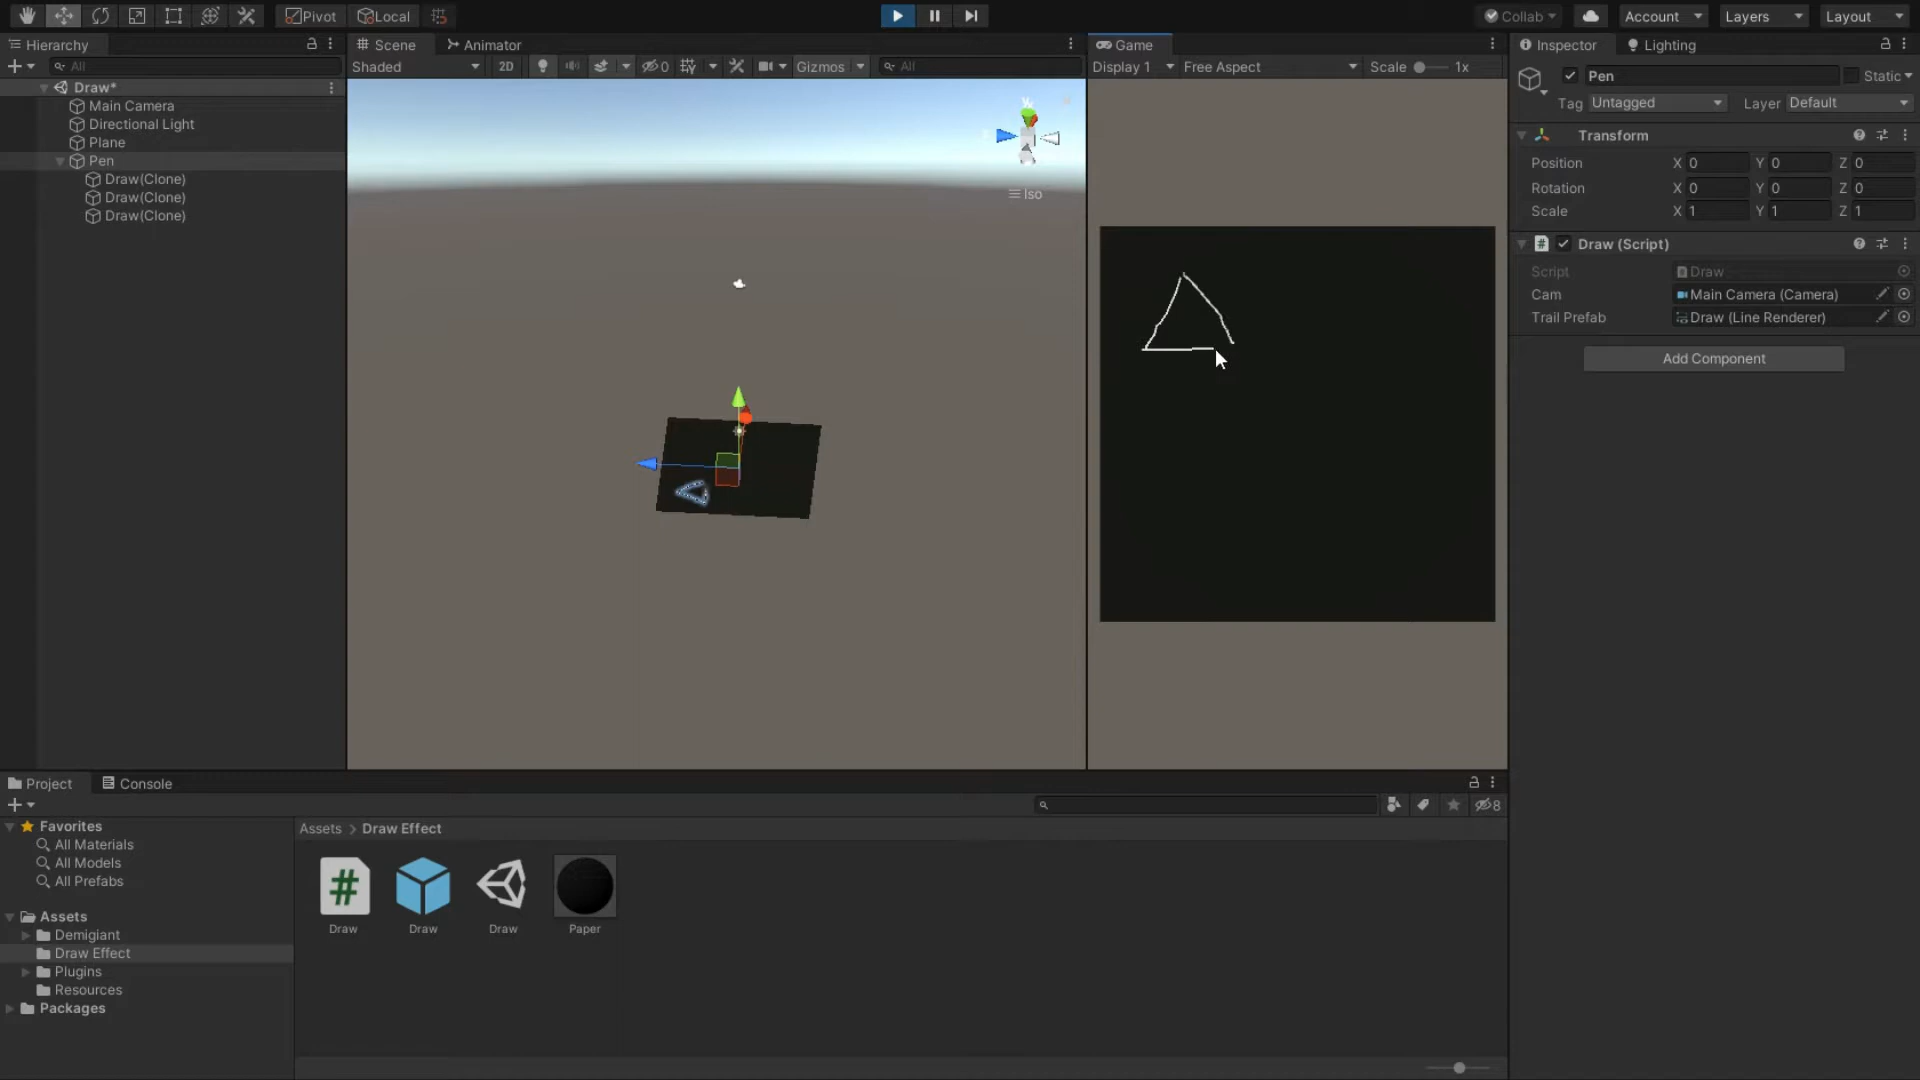 Pivot Local Collab Account Layers Layout
Hierarchy
All
Draw*
Main Camera
Directional Light
Plane
Pen
Draw(Clone)
Draw(Clone)
Draw(Clone)
Scene Animator
Shaded 2D 0 Gizmos All
Iso
Game
Display 1 Free Aspect Scale 1x
Inspector Lighting
Pen Static
Tag Untagged Layer Default
Transform
Position X 0 Y 0 Z 0
Rotation X 0 Y 0 Z 0
Scale X 1 Y 1 Z 1
# Draw (Script)
Script Draw
Cam Main Camera (Camera)
Trail Prefab Draw (Line Renderer)
Add Component
Project Console
8
Favorites
All Materials
All Models
All Prefabs
Assets
Demigiant
Draw Effect
Plugins
Resources
Packages
Assets > Draw Effect
#
Draw Draw Draw Paper